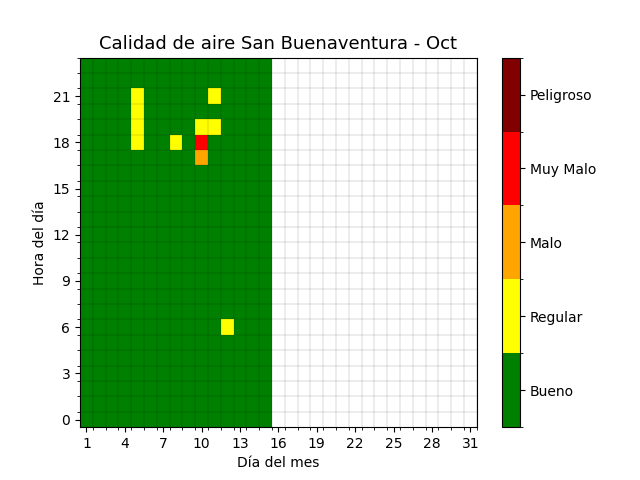 Calidad de aire San Buenaventura - Oct
Hora del día
21
18
15
12
9
6
3
0
1 4 7 10 13 16 19 22 25 28 31
Día del mes
Peligroso
Muy Malo
Malo
Regular
Bueno